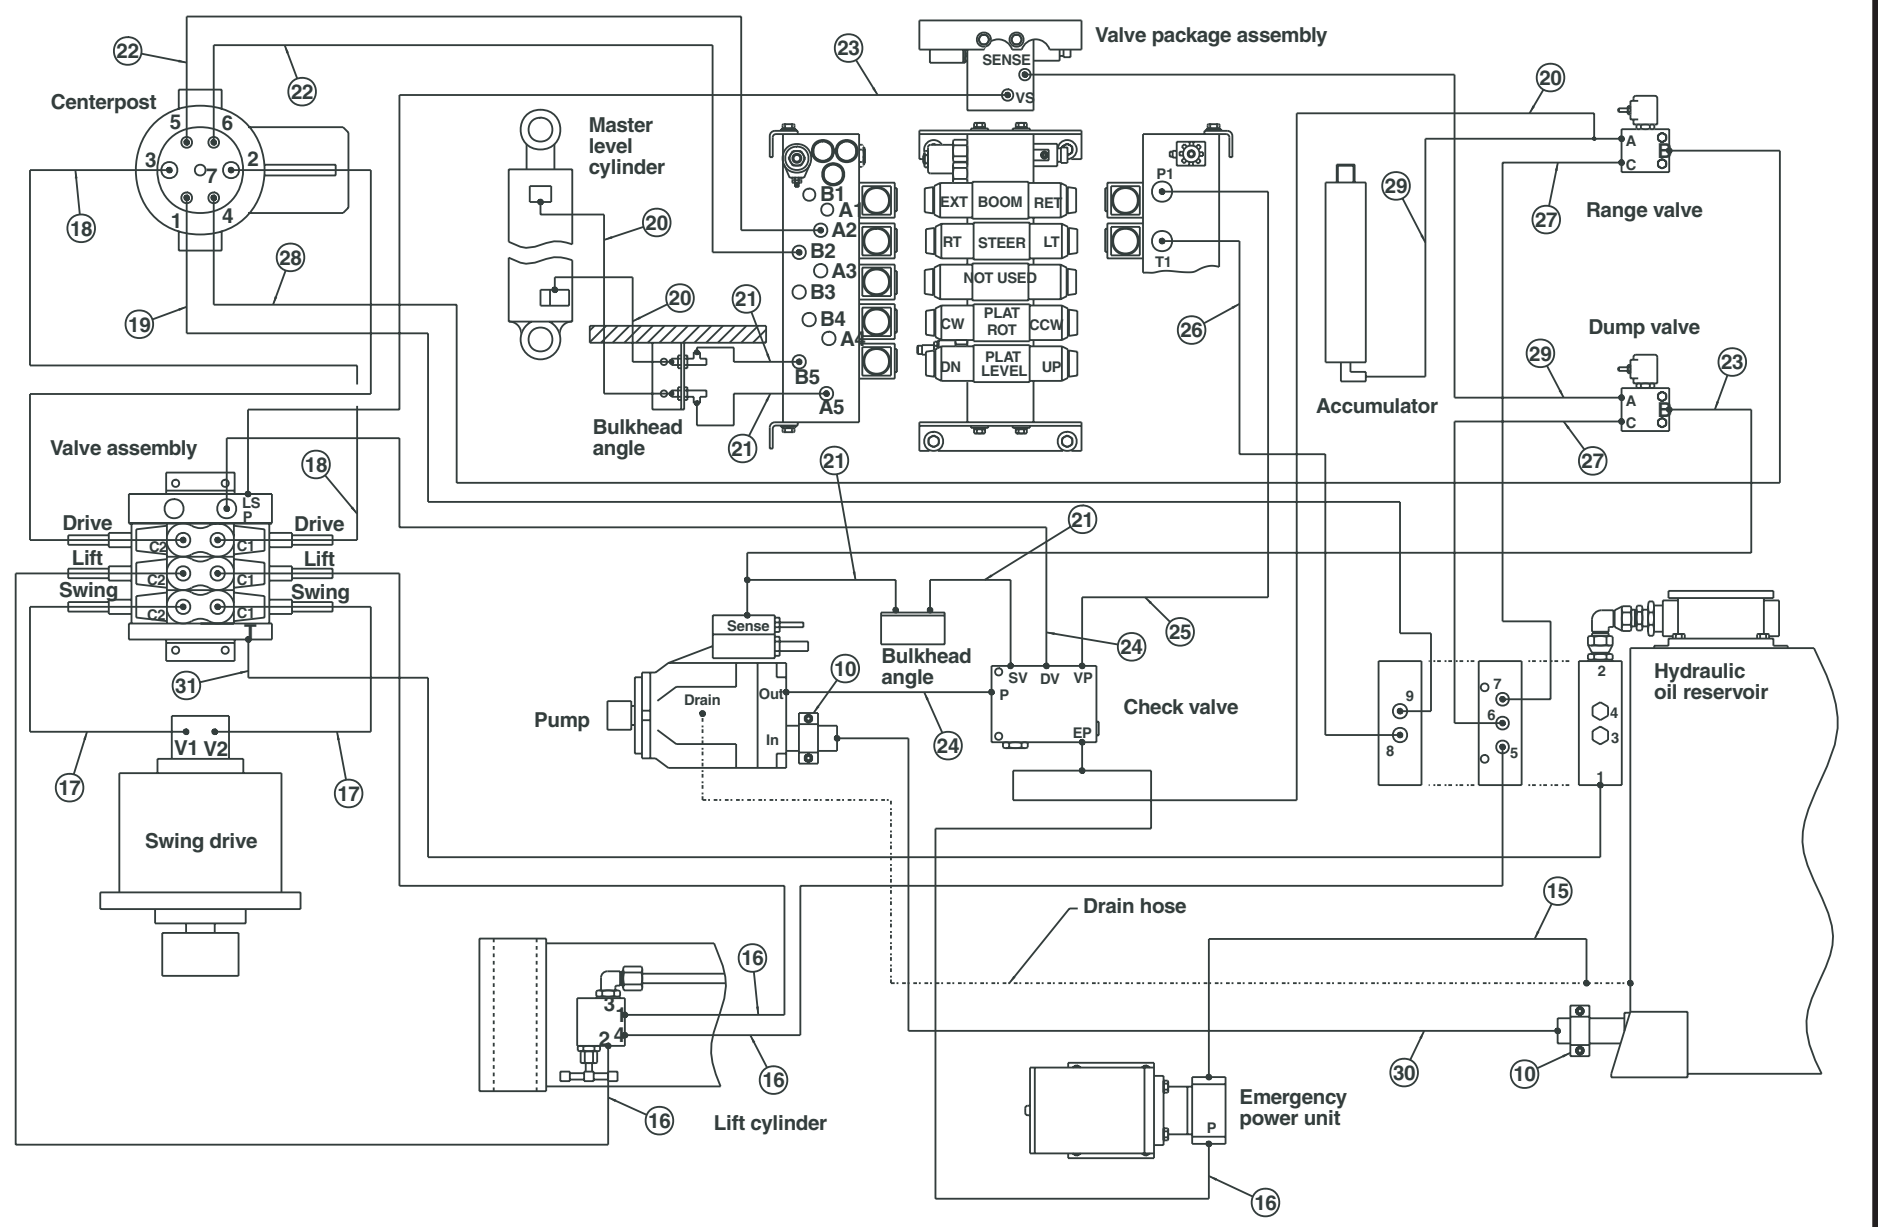 22
22
Centerpost
5 6
3 2
7
1 4
18
28
19
23
Valve package assembly
SENSE
VS
Master
level
cylinder
20
20
21
B1
A1
A2
B2
A3
B3
B4
A4
B5
A5
21
Bulkhead
angle
EXT BOOM RET
RT STEER LT
NOT USED
CW PLAT ROT CCW
DN PLAT LEVEL UP
P1
T1
26
20
A
B
C
29
27
Range valve
Dump valve
29
23
A
B
C
27
Accumulator
Valve assembly
18
LS
P
Drive Drive
C2 C1
Lift Lift
C2 C1
Swing Swing
C2 C1
T
31
V1 V2
17 17
Swing drive
21
21
Sense
Bulkhead
angle
24
25
10
Pump
Drain
Out
In
24
SV DV VP
P
EP
Check valve
9
8
7
6
5
2
4
3
1
Hydraulic
oil reservoir
Drain hose
15
16
3
1
2 4
16
16
Lift cylinder
30
10
Emergency
power unit
P
16